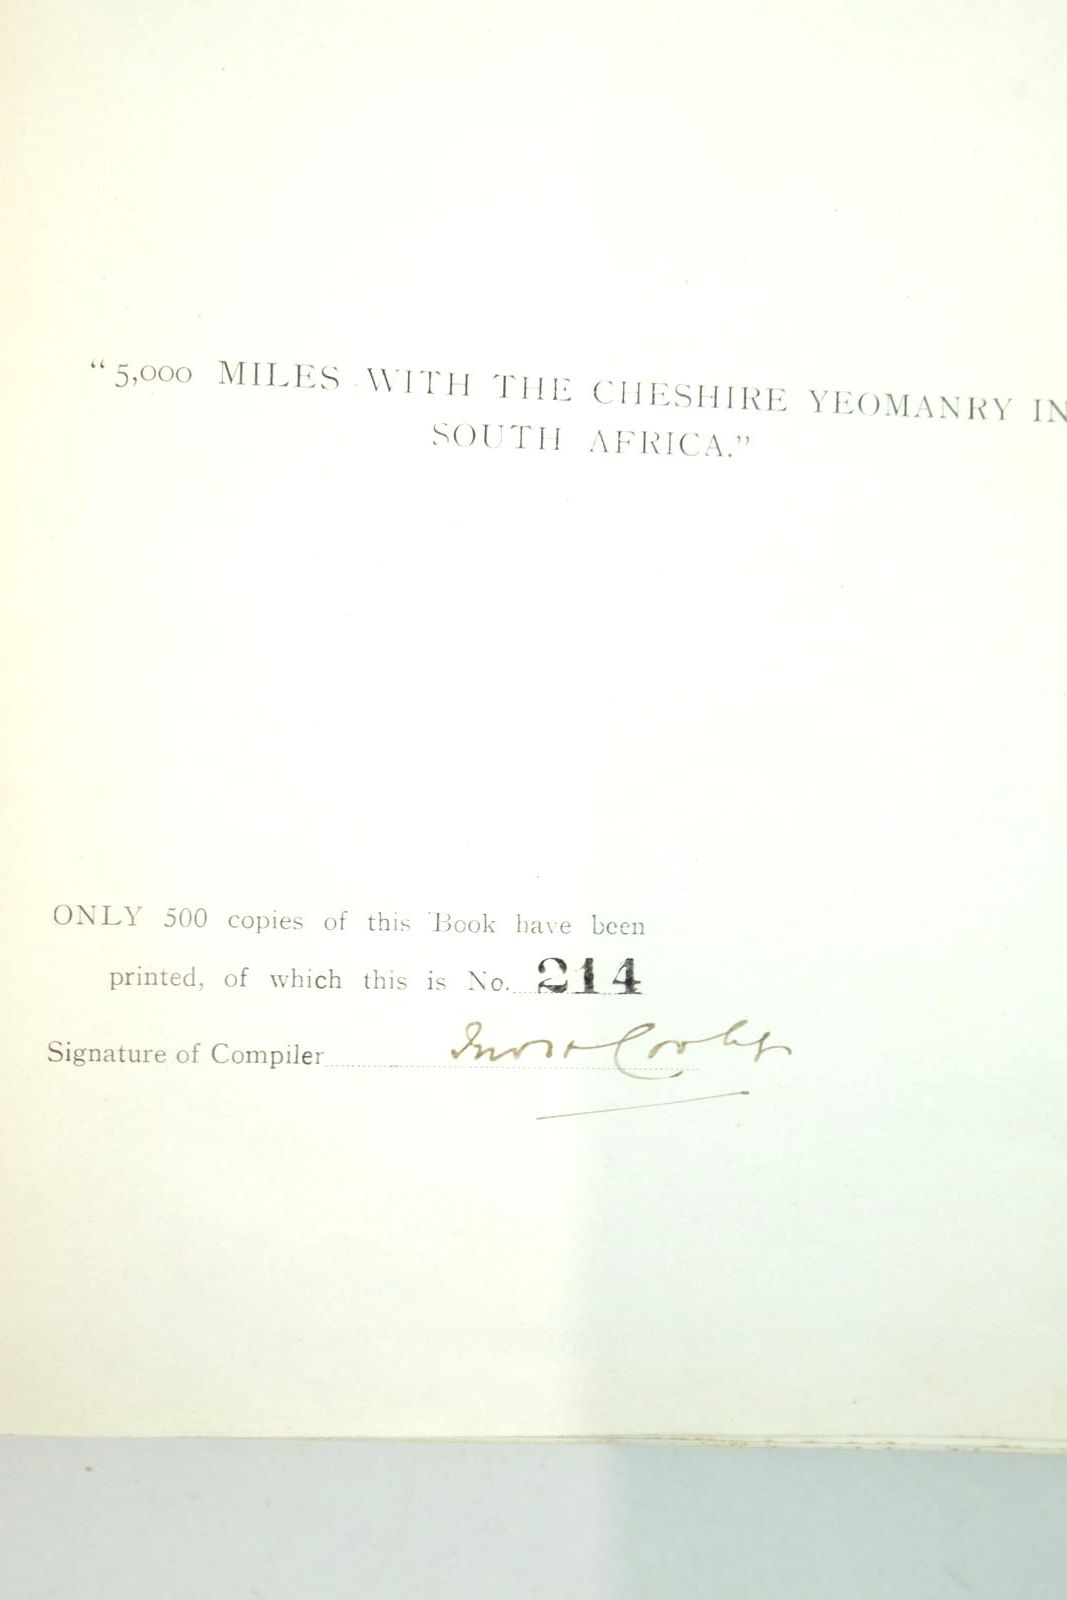 "5,000 MILES WITH THE CHESHIRE YEOMANRY IN
SOUTH AFRICA."
ONLY 500 copies of this Book have been
printed, of which this is No. 214
Signature of Compiler